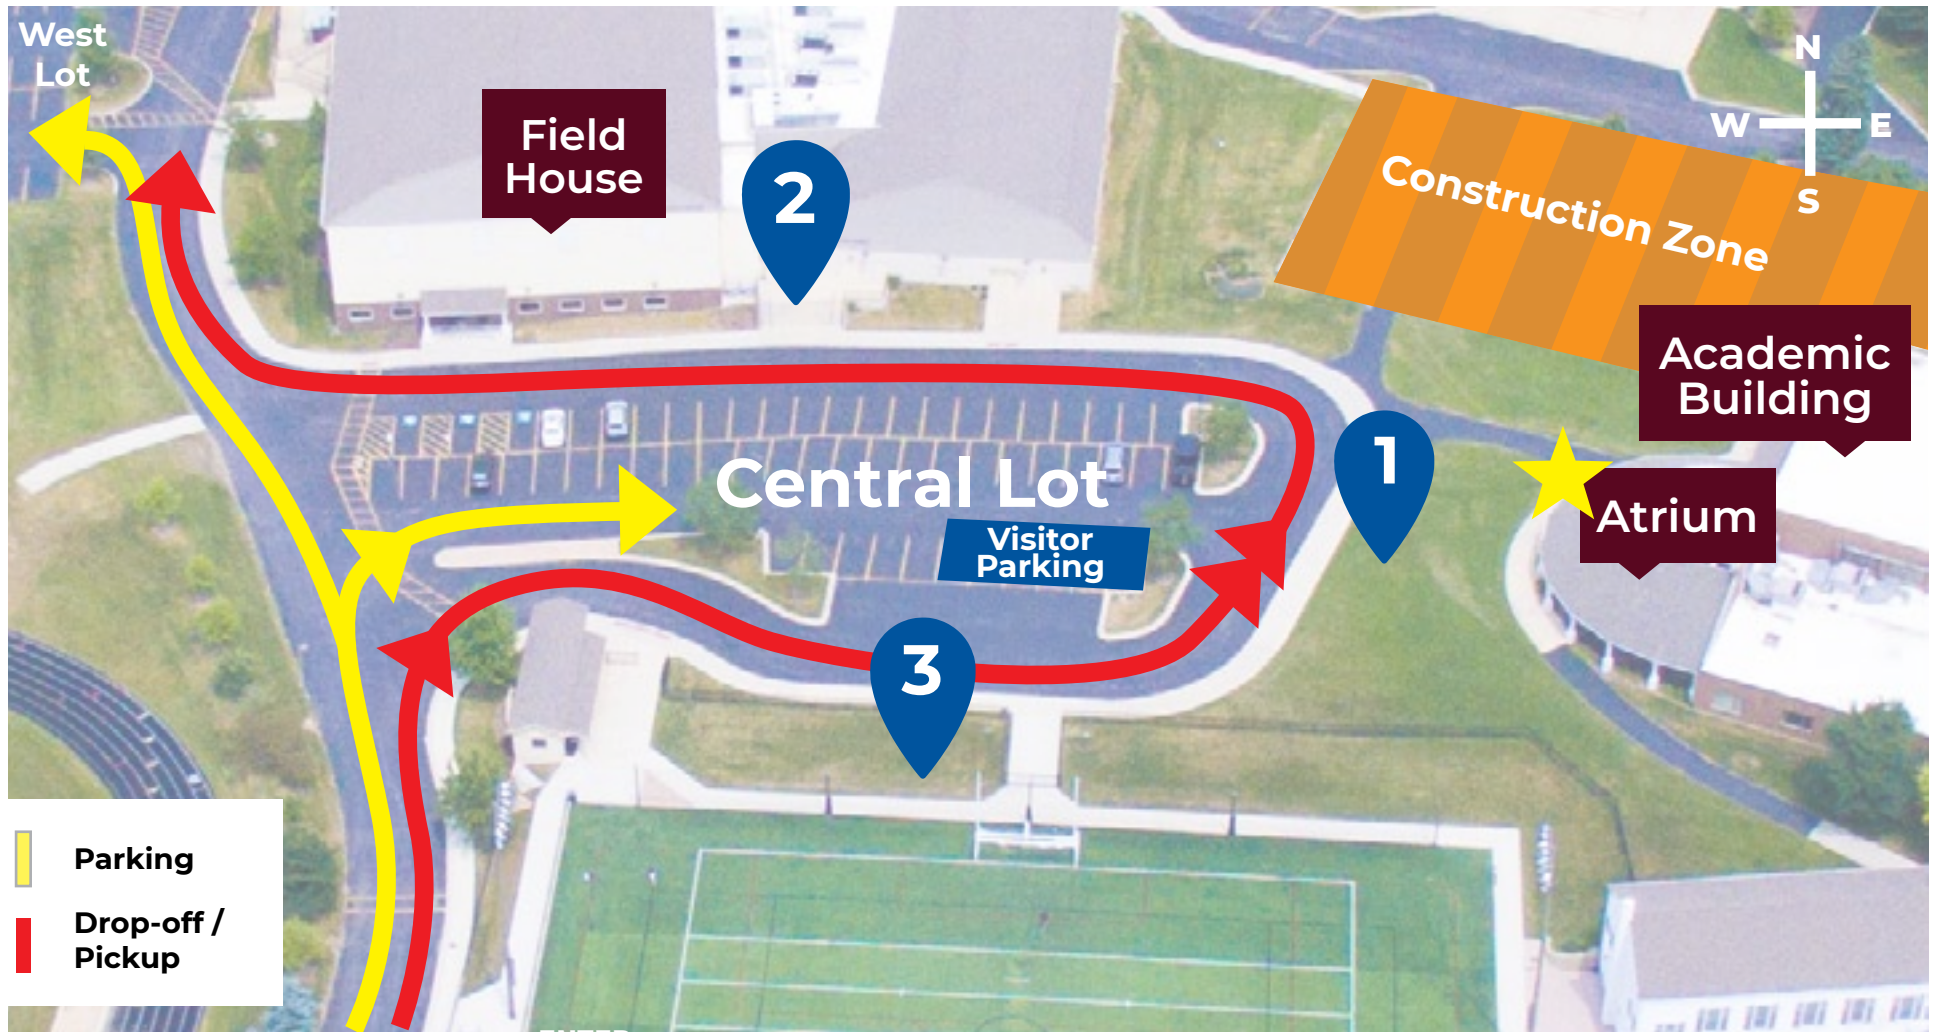 West
Lot
N
W
E
S
Field
House
2
Construction Zone
Academic
Building
1
Central Lot
Atrium
Visitor
Parking
3
Parking
Drop-off /
Pickup